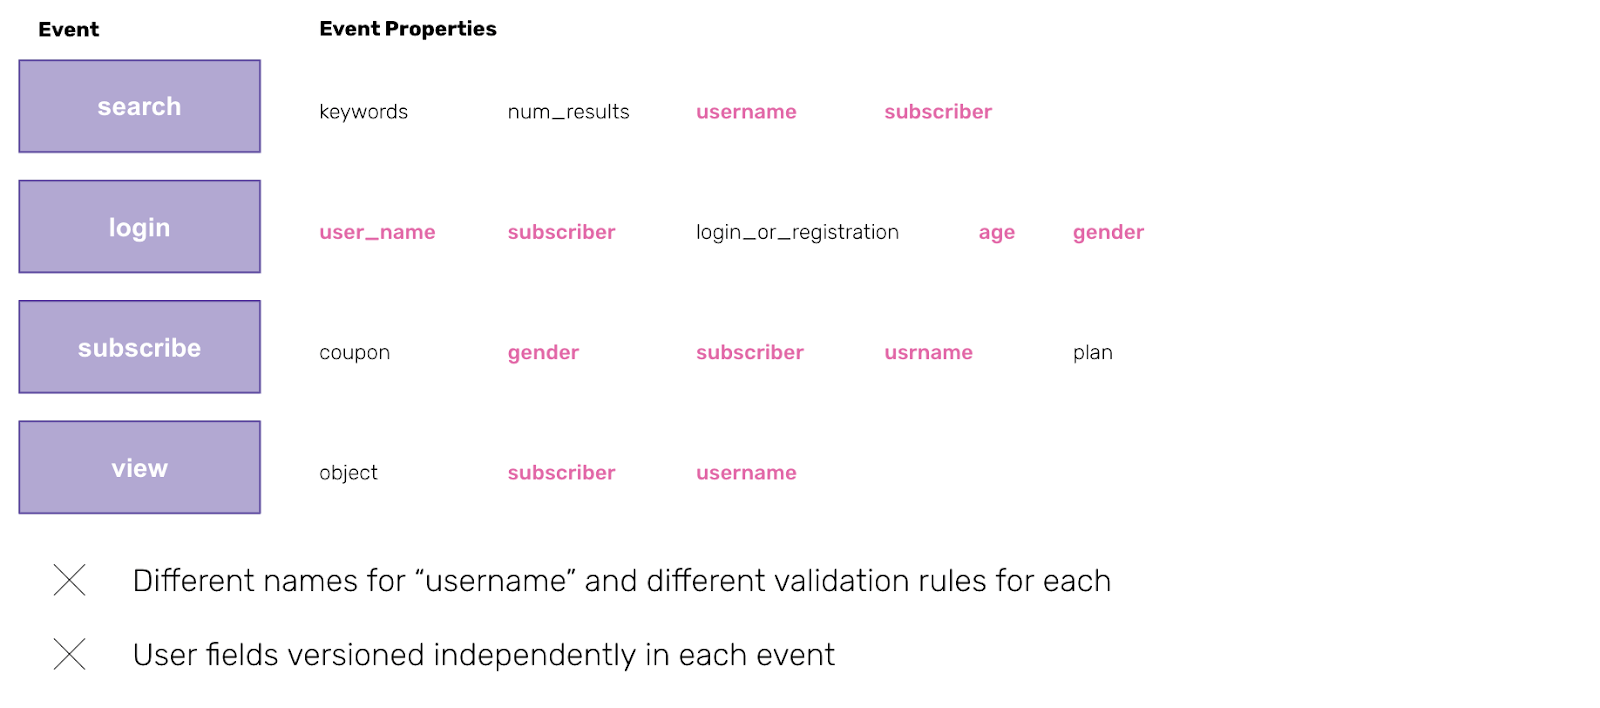 Event Event Properties
search keywords num_results username subscriber
login user_name subscriber login_or_registration age gender
subscribe coupon gender subscriber usrname plan
view object subscriber username
Different names for “username” and different validation rules for each
User fields versioned independently in each event